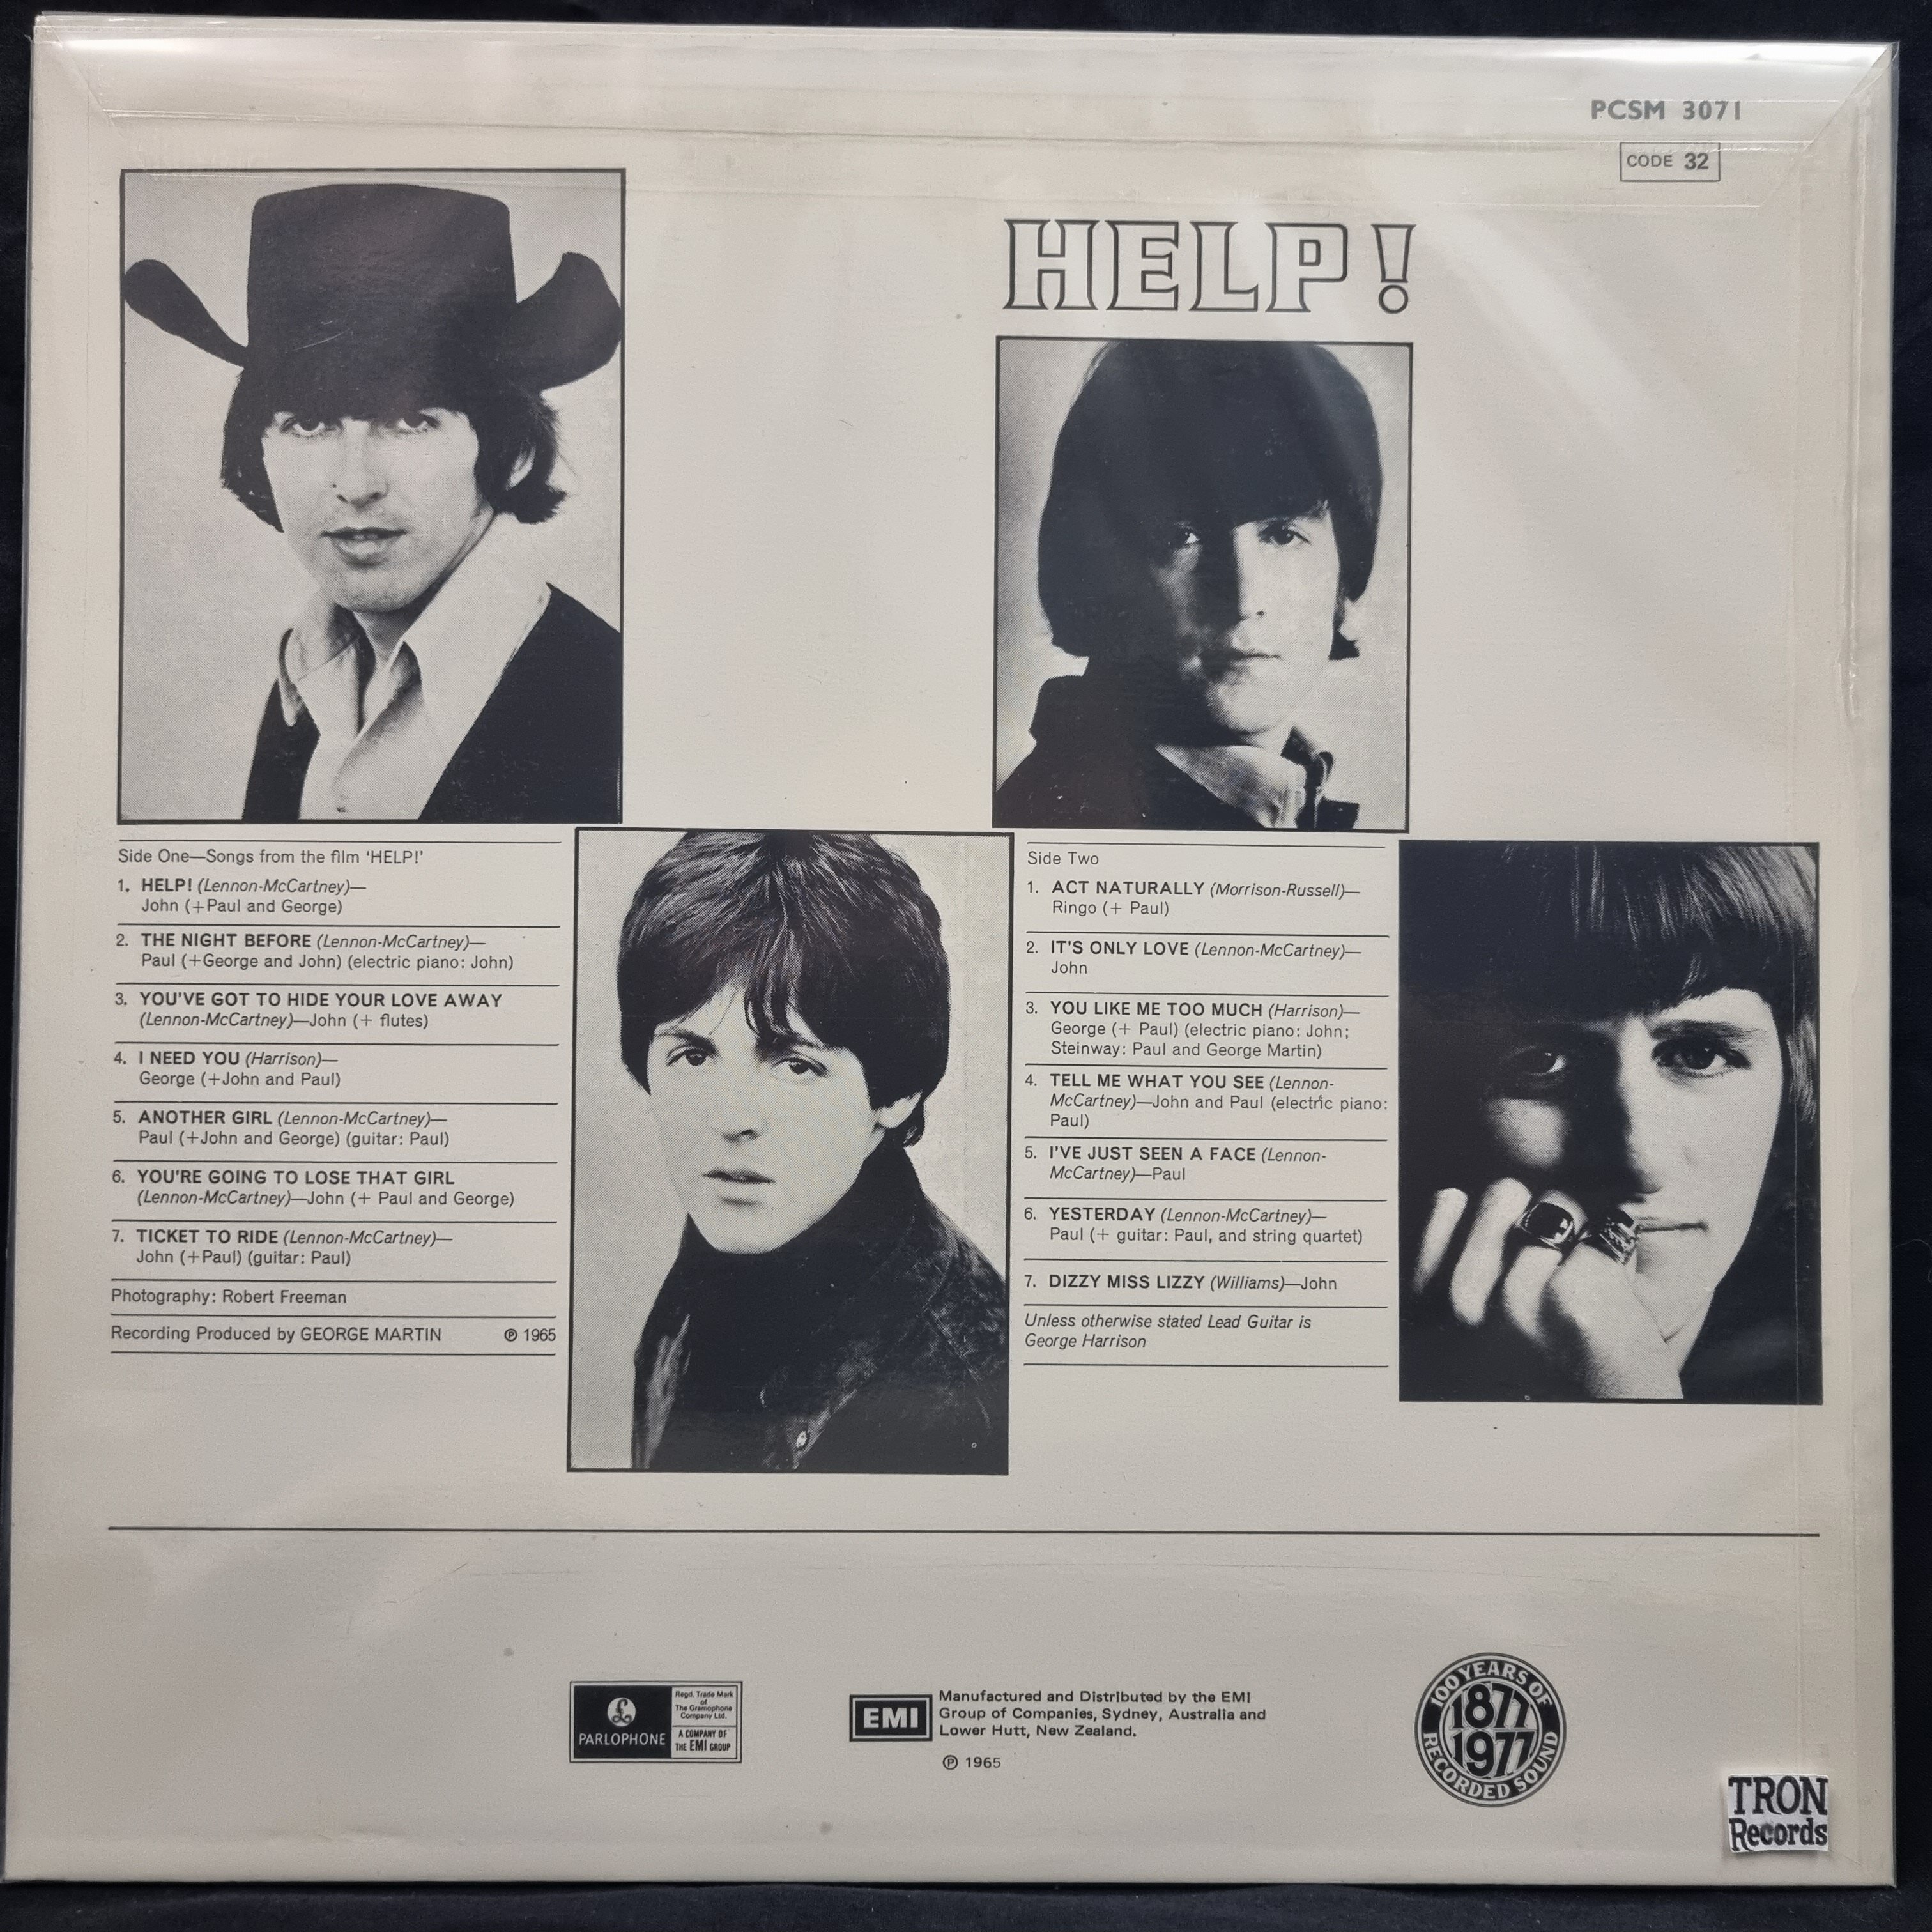 PCSM 3071
CODE 32
HELP!
Side One—Songs from the film ‘HELP!’
1. HELP! (Lennon-McCartney)—
John (+Paul and George)
2. THE NIGHT BEFORE (Lennon-McCartney)—
Paul (+George and John) (electric piano: John)
3. YOU'VE GOT TO HIDE YOUR LOVE AWAY
(Lennon-McCartney)—John (+ flutes)
4. I NEED YOU (Harrison)—
George (+John and Paul)
5. ANOTHER GIRL (Lennon-McCartney)—
Paul (+John and George) (guitar: Paul)
6. YOU'RE GOING TO LOSE THAT GIRL
(Lennon-McCartney)—John (+ Paul and George)
7. TICKET TO RIDE (Lennon-McCartney)—
John (+Paul) (guitar: Paul)
Photography: Robert Freeman
Recording Produced by GEORGE MARTIN ℗ 1965
Side Two
1. ACT NATURALLY (Morrison-Russell)—
Ringo (+ Paul)
2. IT'S ONLY LOVE (Lennon-McCartney)—
John
3. YOU LIKE ME TOO MUCH (Harrison)—
George (+ Paul) (electric piano: John;
Steinway: Paul and George Martin)
4. TELL ME WHAT YOU SEE (Lennon-
McCartney)—John and Paul (electric piano:
Paul)
5. I'VE JUST SEEN A FACE (Lennon-
McCartney)—Paul
6. YESTERDAY (Lennon-McCartney)—
Paul (+ guitar: Paul, and string quartet)
7. DIZZY MISS LIZZY (Williams)—John
Unless otherwise stated Lead Guitar is
George Harrison
PARLOPHONE
Regd. Trade Mark
of
The Gramophone
Company Ltd.
A COMPANY OF
THE EMI GROUP
EMI
Manufactured and Distributed by the EMI
Group of Companies, Sydney, Australia and
Lower Hutt, New Zealand.
℗ 1965
100 YEARS OF
1877
1977
RECORDED SOUND
TRON
Records